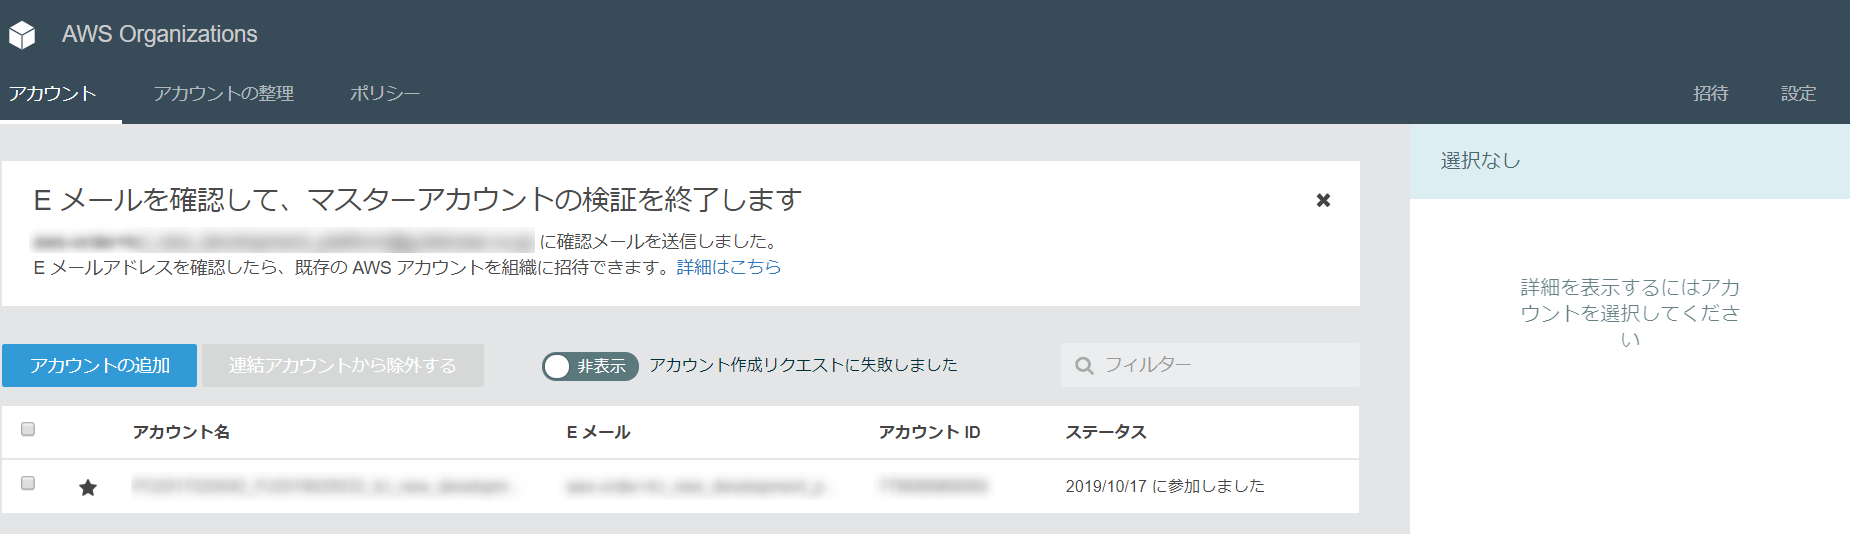 AWS Organizations
アカウント アカウントの整理 ポリシー 招待 設定
E メールを確認して、マスターアカウントの検証を終了します
に確認メールを送信しました。
E メールアドレスを確認したら、既存の AWS アカウントを組織に招待できます。詳細はこちら
アカウントの追加 連結アカウントから除外する 非表示 アカウント作成リクエストに失敗しました フィルター
アカウント名 E メール アカウント ID ステータス
2019/10/17 に参加しました
選択なし
詳細を表示するにはアカ
ウントを選択してくださ
い